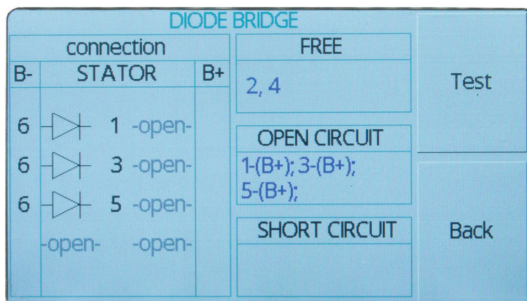 DIODE BRIDGE
connection
B- STATOR B+
6 1 -open-
6 3 -open-
6 5 -open-
-open- -open-
FREE
2, 4
OPEN CIRCUIT
1-(B+); 3-(B+);
5-(B+);
SHORT CIRCUIT
Test
Back